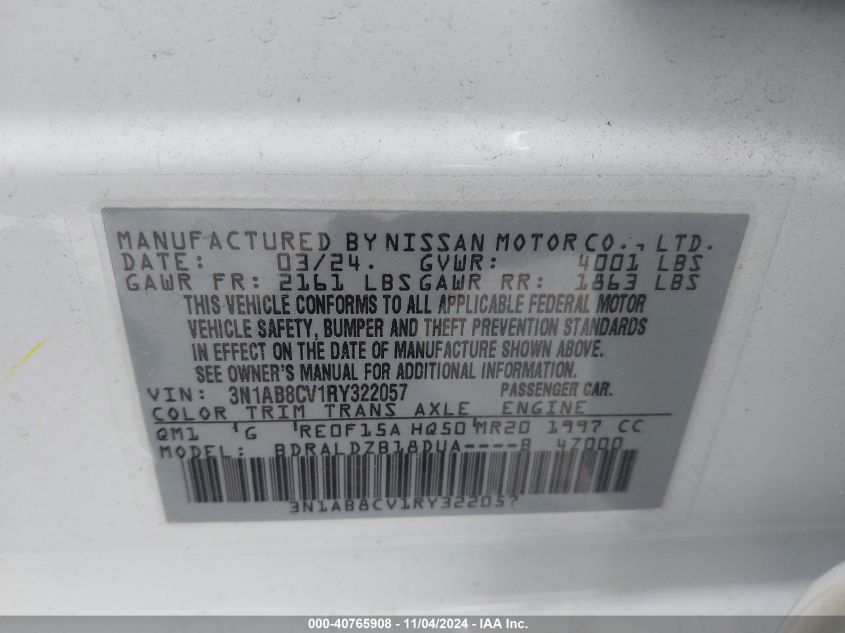 MANUFACTURED BY NISSAN MOTOR CO., LTD.
DATE: 03/24. GVWR: 4001 LBS
GAWR FR: 2161 LBS GAWR RR: 1863 LBS
THIS VEHICLE CONFORMS TO ALL APPLICABLE FEDERAL MOTOR
VEHICLE SAFETY, BUMPER AND THEFT PREVENTION STANDARDS
IN EFFECT ON THE DATE OF MANUFACTURE SHOWN ABOVE.
SEE OWNER'S MANUAL FOR ADDITIONAL INFORMATION.
VIN: 3N1AB8CV1RY322057 PASSENGER CAR.
COLOR TRIM TRANS AXLE ENGINE
QM1 G RE0F15A HQ50 MR20 1997 CC
MODEL: BDRALDZB18DUA----B 4Z000
3N1AB8CV1RY322057
000-40765908 - 11/04/2024 - IAA Inc.